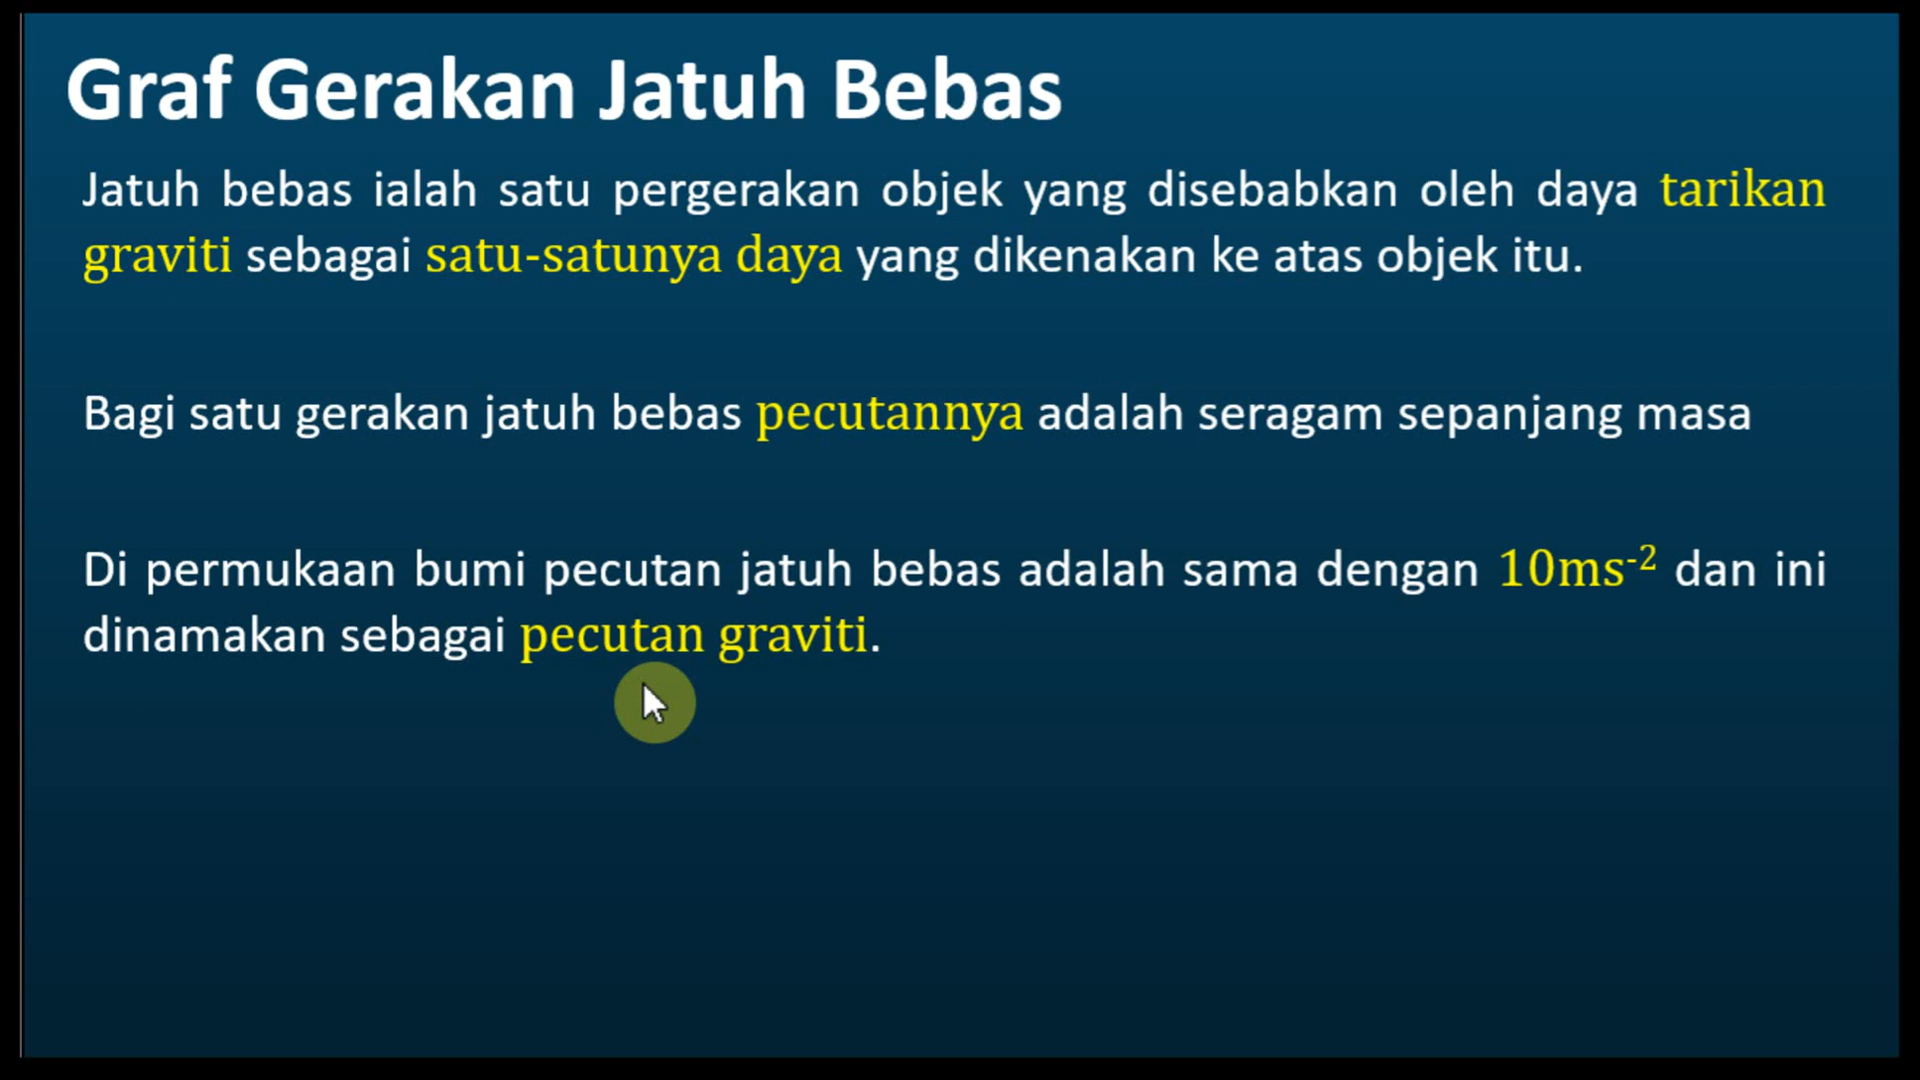 Graf Gerakan Jatuh Bebas
Jatuh bebas ialah satu pergerakan objek yang disebabkan oleh daya tarikan
graviti sebagai satu-satunya daya yang dikenakan ke atas objek itu.
Bagi satu gerakan jatuh bebas pecutannya adalah seragam sepanjang masa
Di permukaan bumi pecutan jatuh bebas adalah sama dengan 10ms⁻² dan ini
dinamakan sebagai pecutan graviti.